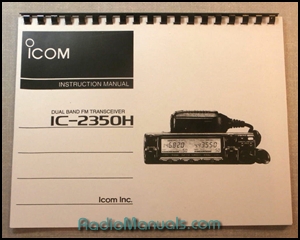 ICOM
INSTRUCTION MANUAL
DUAL BAND FM TRANSCEIVER
IC-2350H
Icom Inc.
RadioManuals.com